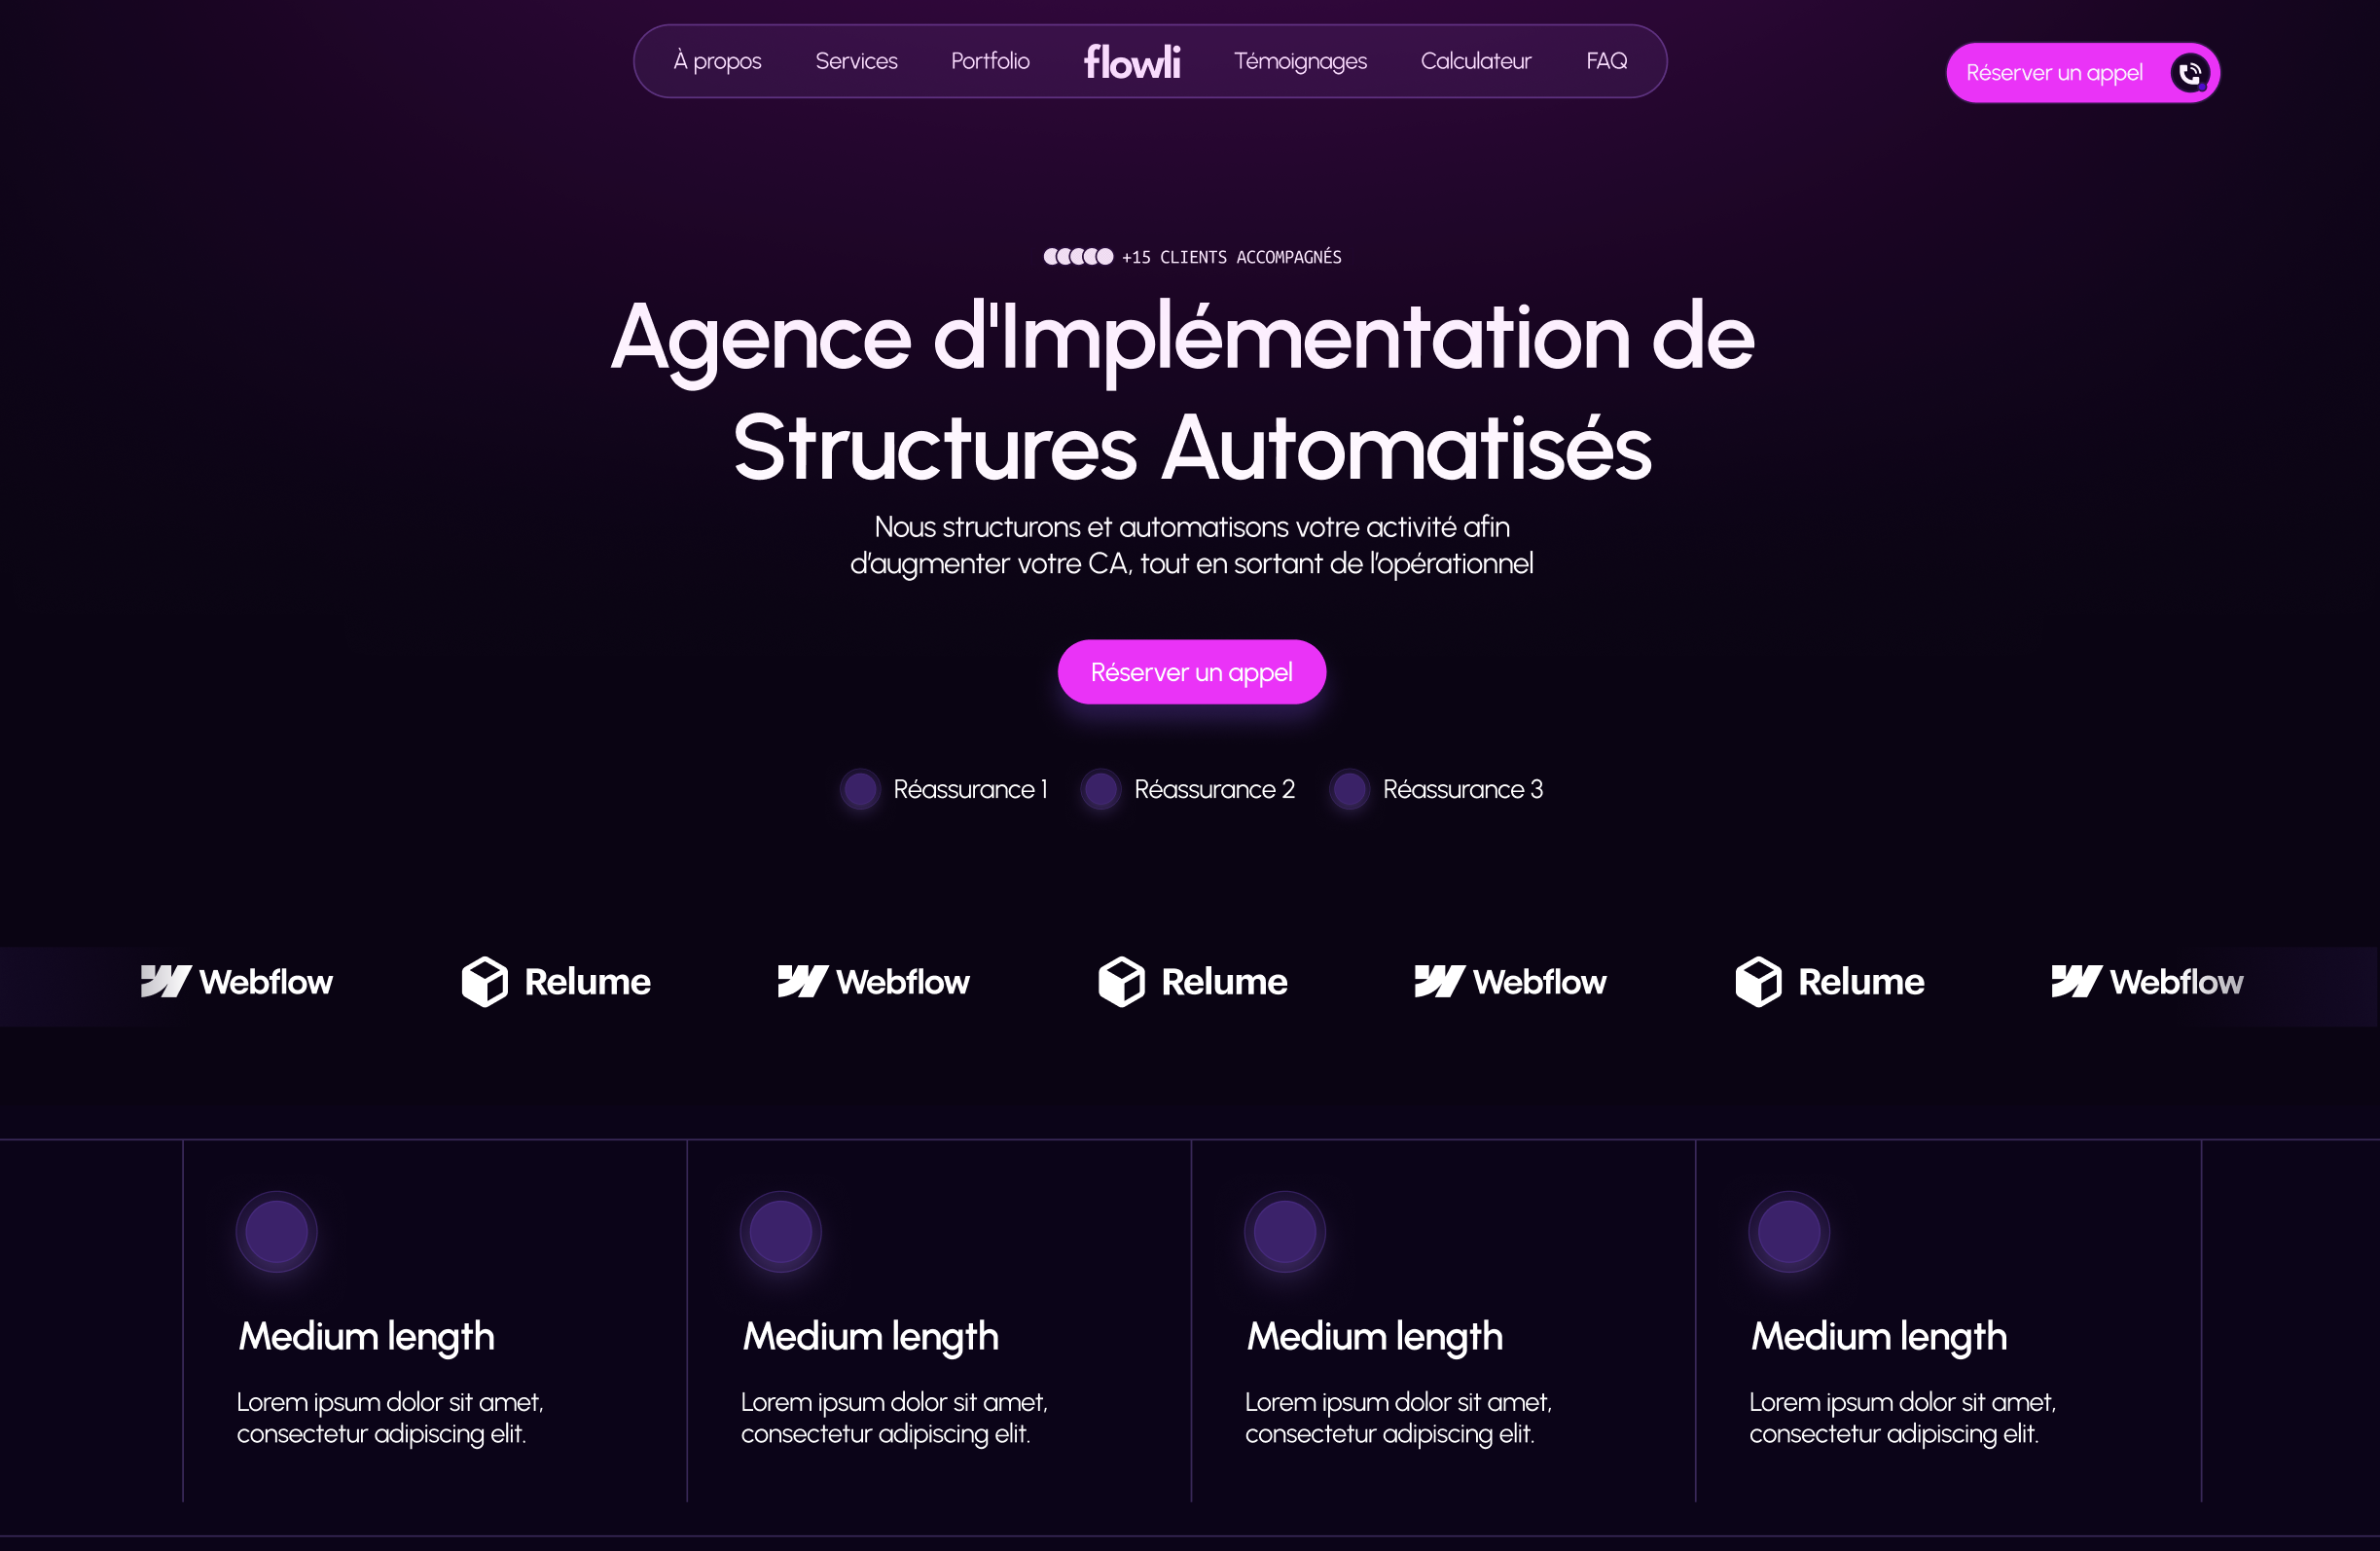 À propos
Services
Portfolio
flowli
Témoignages
Calculateur
FAQ
Réserver un appel
+15 CLIENTS ACCOMPAGNÉS
Agence d'Implémentation de
Structures Automatisés
Nous structurons et automatisons votre activité afin
d’augmenter votre CA, tout en sortant de l’opérationnel
Réserver un appel
Réassurance 1
Réassurance 2
Réassurance 3
Webflow
Relume
Webflow
Relume
Webflow
Relume
Webflow
Medium length
Lorem ipsum dolor sit amet,
consectetur adipiscing elit.
Medium length
Lorem ipsum dolor sit amet,
consectetur adipiscing elit.
Medium length
Lorem ipsum dolor sit amet,
consectetur adipiscing elit.
Medium length
Lorem ipsum dolor sit amet,
consectetur adipiscing elit.